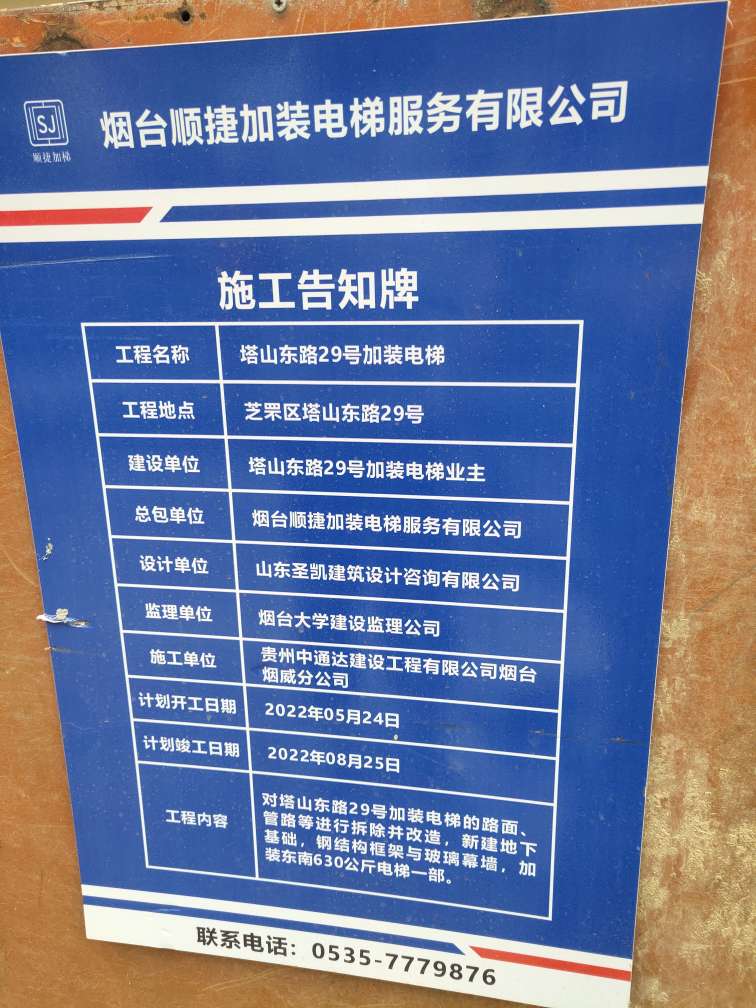 SJ
顺捷加梯
烟台顺捷加装电梯服务有限公司
施工告知牌
工程名称 塔山东路29号加装电梯
工程地点 芝罘区塔山东路29号
建设单位 塔山东路29号加装电梯业主
总包单位 烟台顺捷加装电梯服务有限公司
设计单位 山东圣凯建筑设计咨询有限公司
监理单位 烟台大学建设监理公司
施工单位 贵州中通达建设工程有限公司烟台
烟威分公司
计划开工日期 2022年05月24日
计划竣工日期 2022年08月25日
工程内容 对塔山东路29号加装电梯的路面、
管路等进行拆除并改造，新建地下
基础，钢结构框架与玻璃幕墙，加
装东南630公斤电梯一部。
联系电话：0535-7779876